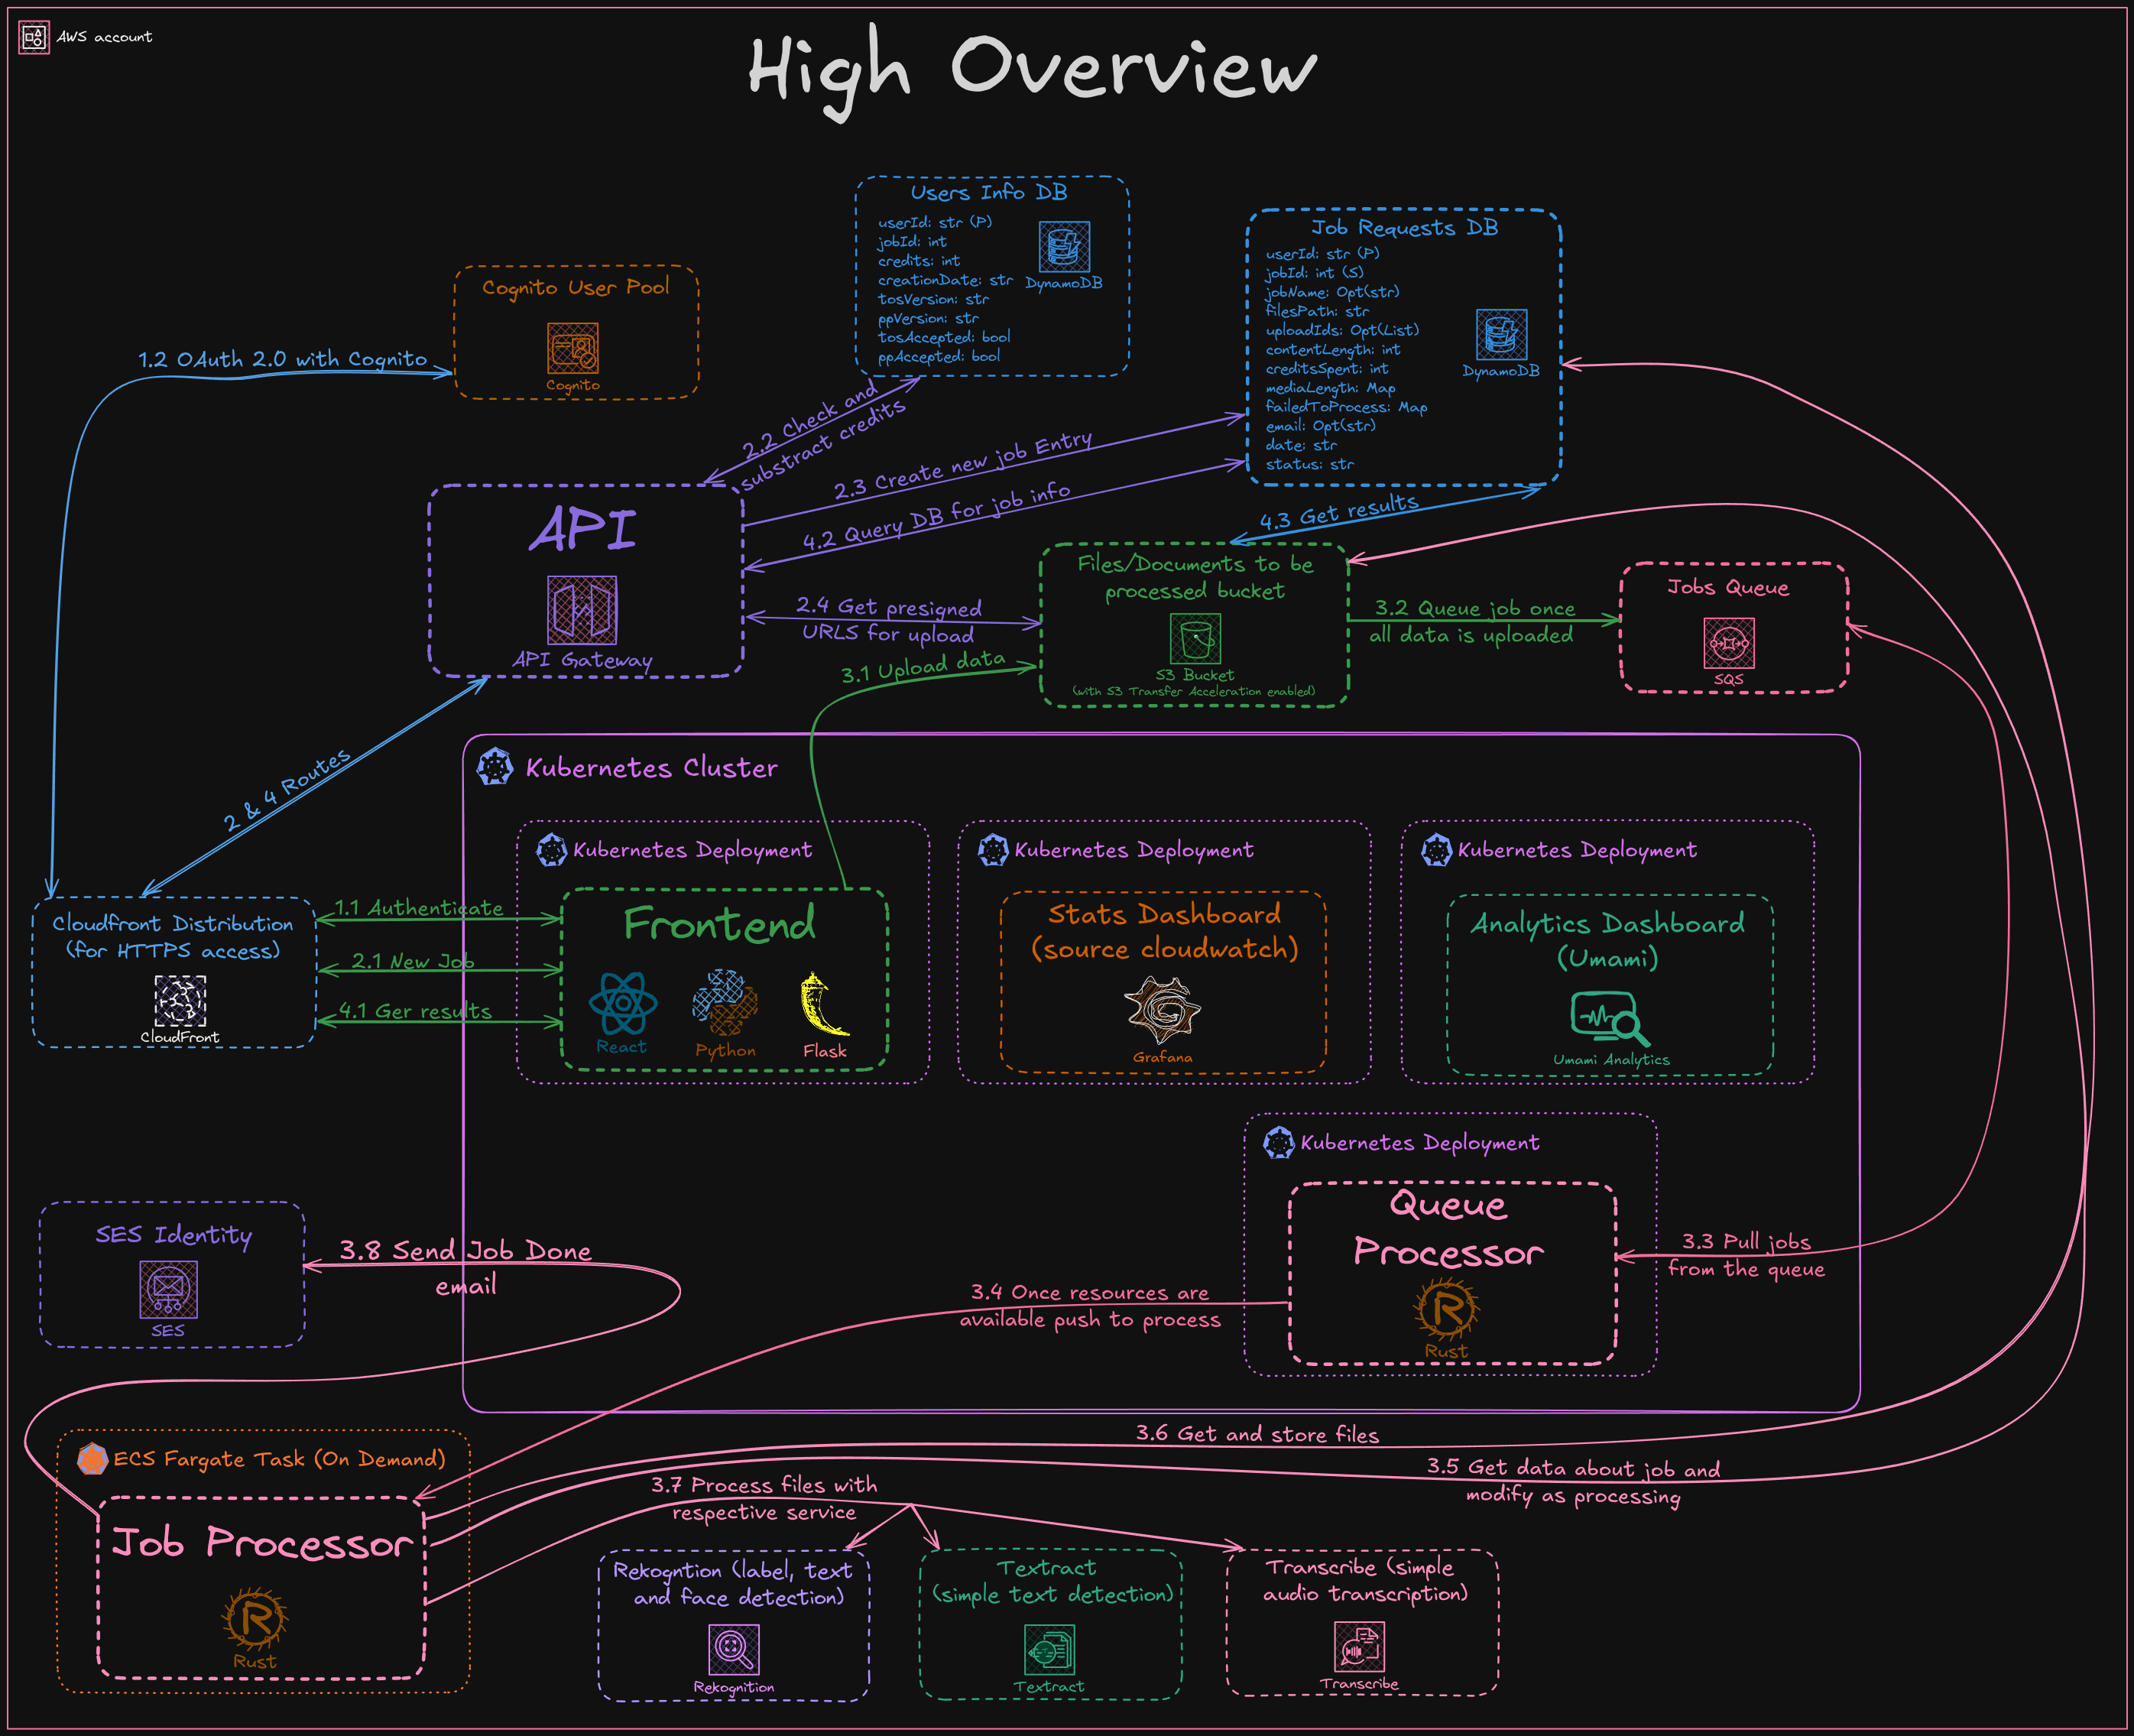 AWS account
High Overview
Users Info DB
userId: str (P)
jobId: int
credits: int
creationDate: str
tosVersion: str
ppVersion: str
tosAccepted: bool
ppAccepted: bool
DynamoDB
Job Requests DB
userId: str (P)
jobId: int (S)
jobName: Opt(str)
filesPath: str
uploadIds: Opt(List)
contentLength: int
creditsSpent: int
mediaLength: Map
failedToProcess: Map
email: Opt(str)
date: str
status: str
DynamoDB
Cognito User Pool
Cognito
1.2 OAuth 2.0 with Cognito
2.2 Check and
substract credits
2.3 Create new job Entry
4.2 Query DB for job info
4.3 Get results
API
API Gateway
2.4 Get presigned
URLS for upload
3.1 Upload data
Files/Documents to be
processed bucket
S3 Bucket
(with S3 Transfer Acceleration enabled)
3.2 Queue job once
all data is uploaded
Jobs Queue
SQS
2 & 4 Routes
Kubernetes Cluster
Kubernetes Deployment
Frontend
React
Python
Flask
Kubernetes Deployment
Stats Dashboard
(source cloudwatch)
Grafana
Kubernetes Deployment
Analytics Dashboard
(Umami)
Umami Analytics
Cloudfront Distribution
(for HTTPS access)
CloudFront
1.1 Authenticate
2.1 New Job
4.1 Ger results
Kubernetes Deployment
Queue
Processor
Rust
3.3 Pull jobs
from the queue
SES Identity
SES
3.8 Send Job Done
email
3.4 Once resources are
available push to process
3.6 Get and store files
3.5 Get data about job and
modify as processing
ECS Fargate Task (On Demand)
Job Processor
Rust
3.7 Process files with
respective service
Rekogntion (label, text
and face detection)
Rekognition
Textract
(simple text detection)
Textract
Transcribe (simple
audio transcription)
Transcribe